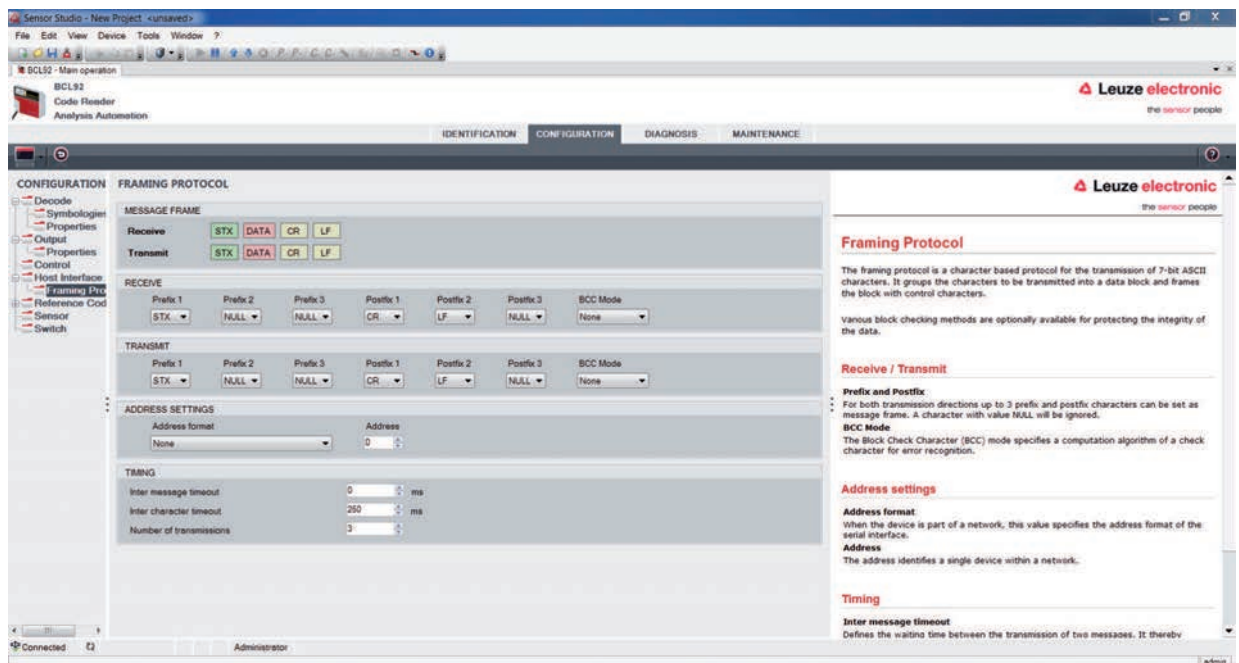 Sensor Studio - New Project <unsaved>
File Edit View Device Tools Window ?
BCL92 - Main operation
BCL92
Code Reader
Analysis Automation
Leuze electronic
the sensor people
IDENTIFICATION CONFIGURATION DIAGNOSIS MAINTENANCE
CONFIGURATION
Decode
Symbologies
Properties
Output
Properties
Control
Host Interface
Framing Pro
Reference Cod
Sensor
Switch
FRAMING PROTOCOL
MESSAGE FRAME
Receive STX DATA CR LF
Transmit STX DATA CR LF
RECEIVE
Prefix 1 Prefix 2 Prefix 3 Postfix 1 Postfix 2 Postfix 3 BCC Mode
STX NULL NULL CR LF NULL None
TRANSMIT
Prefix 1 Prefix 2 Prefix 3 Postfix 1 Postfix 2 Postfix 3 BCC Mode
STX NULL NULL CR LF NULL None
ADDRESS SETTINGS
Address format Address
None 0
TIMING
Inter message timeout 0 ms
Inter character timeout 250 ms
Number of transmissions 3
Leuze electronic
the sensor people
Framing Protocol
The framing protocol is a character based protocol for the transmission of 7-bit ASCII
characters. It groups the characters to be transmitted into a data block and frames
the block with control characters.
Various block checking methods are optionally available for protecting the integrity of
the data.
Receive / Transmit
Prefix and Postfix
For both transmission directions up to 3 prefix and postfix characters can be set as
message frame. A character with value NULL will be ignored.
BCC Mode
The Block Check Character (BCC) mode specifies a computation algorithm of a check
character for error recognition.
Address settings
Address format
When the device is part of a network, this value specifies the address format of the
serial interface.
Address
The address identifies a single device within a network.
Timing
Inter message timeout
Defines the waiting time between the transmission of two messages. It thereby
Connected
Administrator
admin